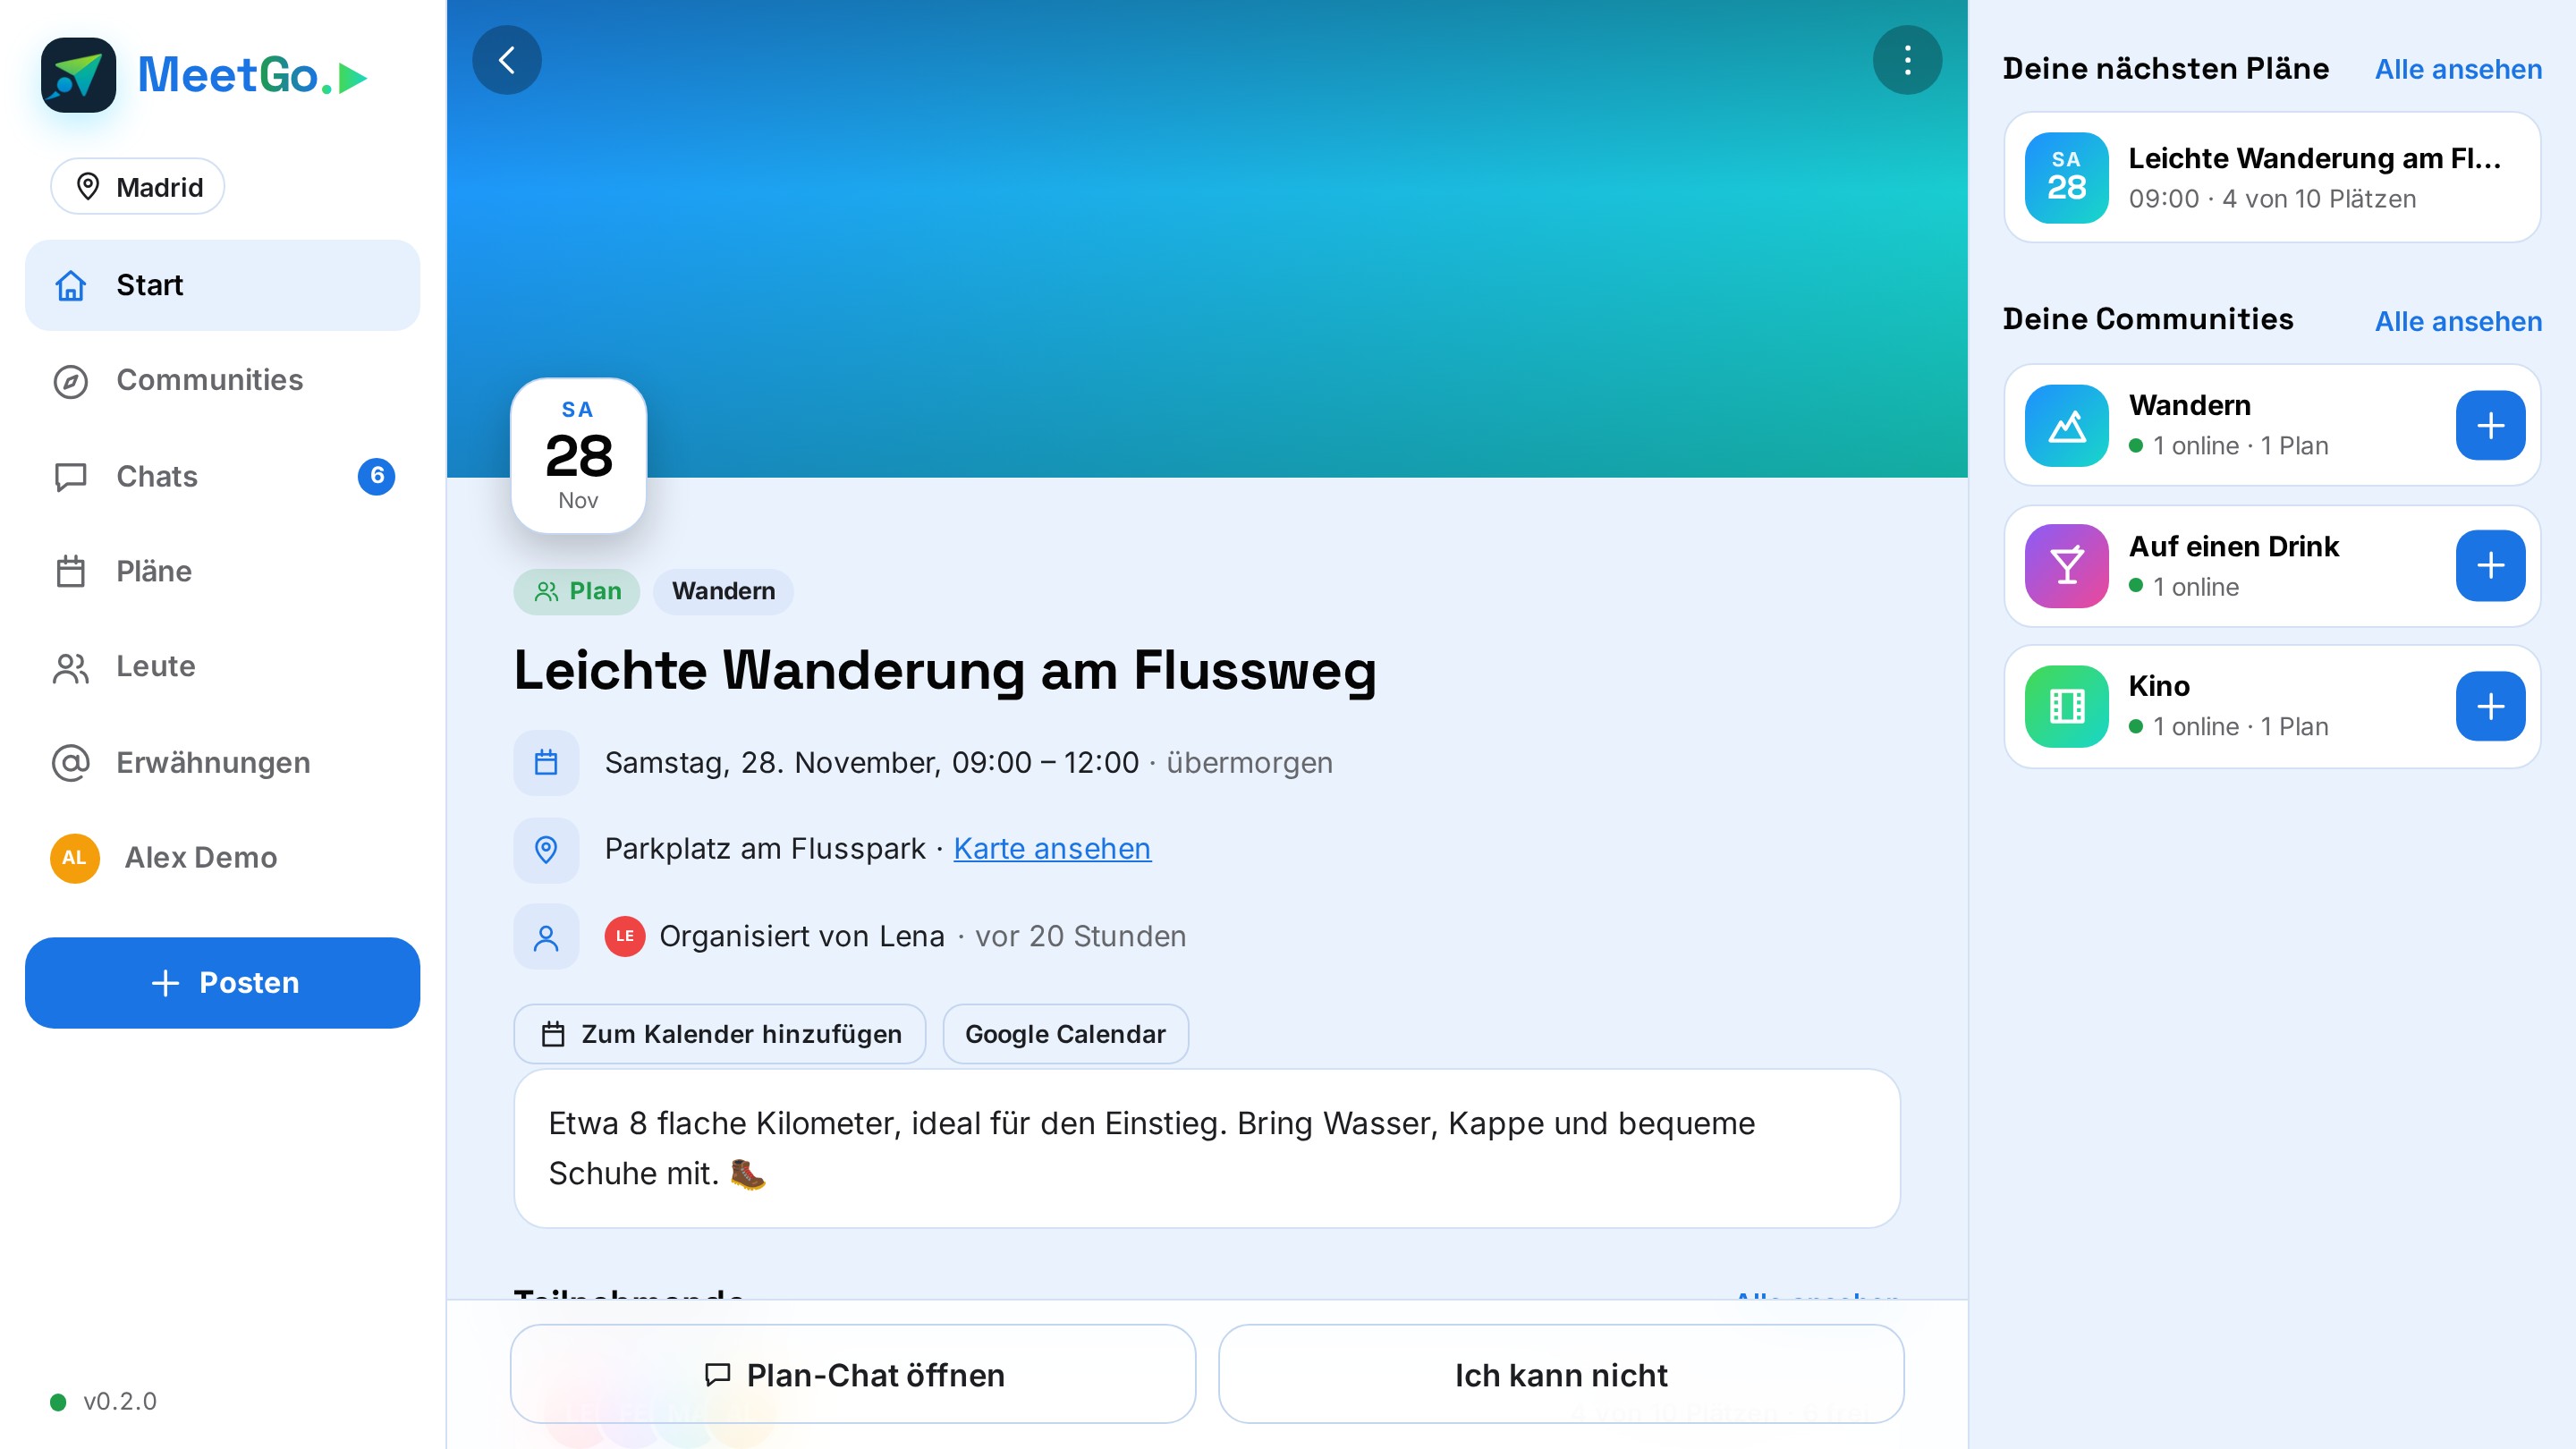 MeetGo.
Madrid
Start
Communities
Chats
6
Pläne
Leute
Erwähnungen
AL
Alex Demo
Posten
v0.2.0
SA
28
Nov
Plan
Wandern
Leichte Wanderung am Flussweg
Samstag, 28. November, 09:00 – 12:00 · übermorgen
Parkplatz am Flusspark · Karte ansehen
LE
Organisiert von Lena · vor 20 Stunden
Zum Kalender hinzufügen
Google Calendar
Etwa 8 flache Kilometer, ideal für den Einstieg. Bring Wasser, Kappe und bequeme
Schuhe mit. 🥾
Teilnehmende
Alle ansehen
Plan-Chat öffnen
Ich kann nicht
Deine nächsten Pläne
Alle ansehen
SA
28
Leichte Wanderung am Fl...
09:00 · 4 von 10 Plätzen
Deine Communities
Alle ansehen
Wandern
1 online · 1 Plan
Auf einen Drink
1 online
Kino
1 online · 1 Plan